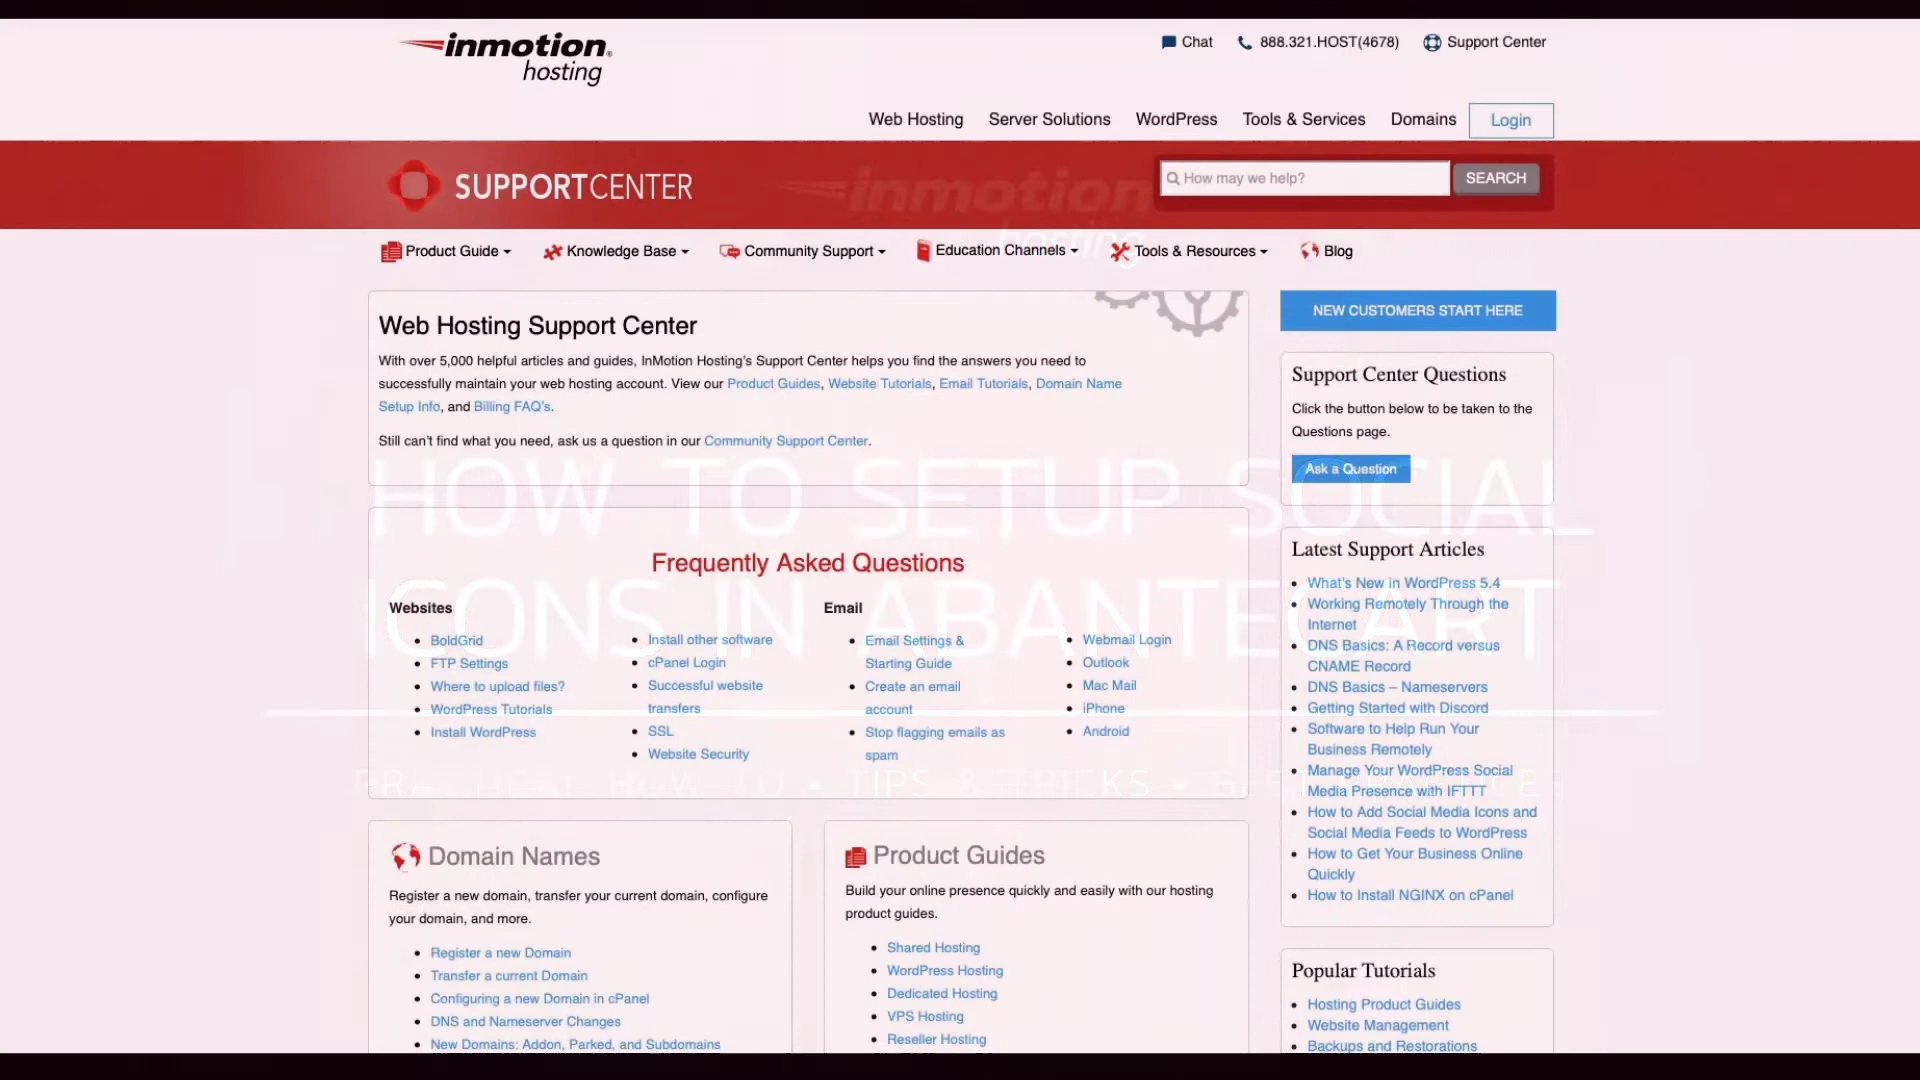 inmotion
hosting
Chat
888.321.HOST(4678)
Support Center
Web Hosting
Server Solutions
WordPress
Tools & Services
Domains
Login
SUPPORTCENTER
inmotion
hosting
How may we help?
SEARCH
Product Guide
Knowledge Base
Community Support
Education Channels
Tools & Resources
Blog
Web Hosting Support Center
With over 5,000 helpful articles and guides, InMotion Hosting's Support Center helps you find the answers you need to
successfully maintain your web hosting account. View our Product Guides, Website Tutorials, Email Tutorials, Domain Name
Setup Info, and Billing FAQ's.
Still can't find what you need, ask us a question in our Community Support Center.
HOW TO SETUP SOCIAL
ICONS IN ABANTECART
PRACTICAL HOW-TO • TIPS & TRICKS • BEST PRACTICES
Frequently Asked Questions
Websites
BoldGrid
FTP Settings
Where to upload files?
WordPress Tutorials
Install WordPress
Install other software
cPanel Login
Successful website
transfers
SSL
Website Security
Email
Email Settings &
Starting Guide
Create an email
account
Stop flagging emails as
spam
Webmail Login
Outlook
Mac Mail
iPhone
Android
Domain Names
Register a new domain, transfer your current domain, configure
your domain, and more.
Register a new Domain
Transfer a current Domain
Configuring a new Domain in cPanel
DNS and Nameserver Changes
New Domains: Addon, Parked, and Subdomains
Product Guides
Build your online presence quickly and easily with our hosting
product guides.
Shared Hosting
WordPress Hosting
Dedicated Hosting
VPS Hosting
Reseller Hosting
NEW CUSTOMERS START HERE
Support Center Questions
Click the button below to be taken to the
Questions page.
Ask a Question
Latest Support Articles
What's New in WordPress 5.4
Working Remotely Through the
Internet
DNS Basics: A Record versus
CNAME Record
DNS Basics – Nameservers
Getting Started with Discord
Software to Help Run Your
Business Remotely
Manage Your WordPress Social
Media Presence with IFTTT
How to Add Social Media Icons and
Social Media Feeds to WordPress
How to Get Your Business Online
Quickly
How to Install NGINX on cPanel
Popular Tutorials
Hosting Product Guides
Website Management
Backups and Restorations